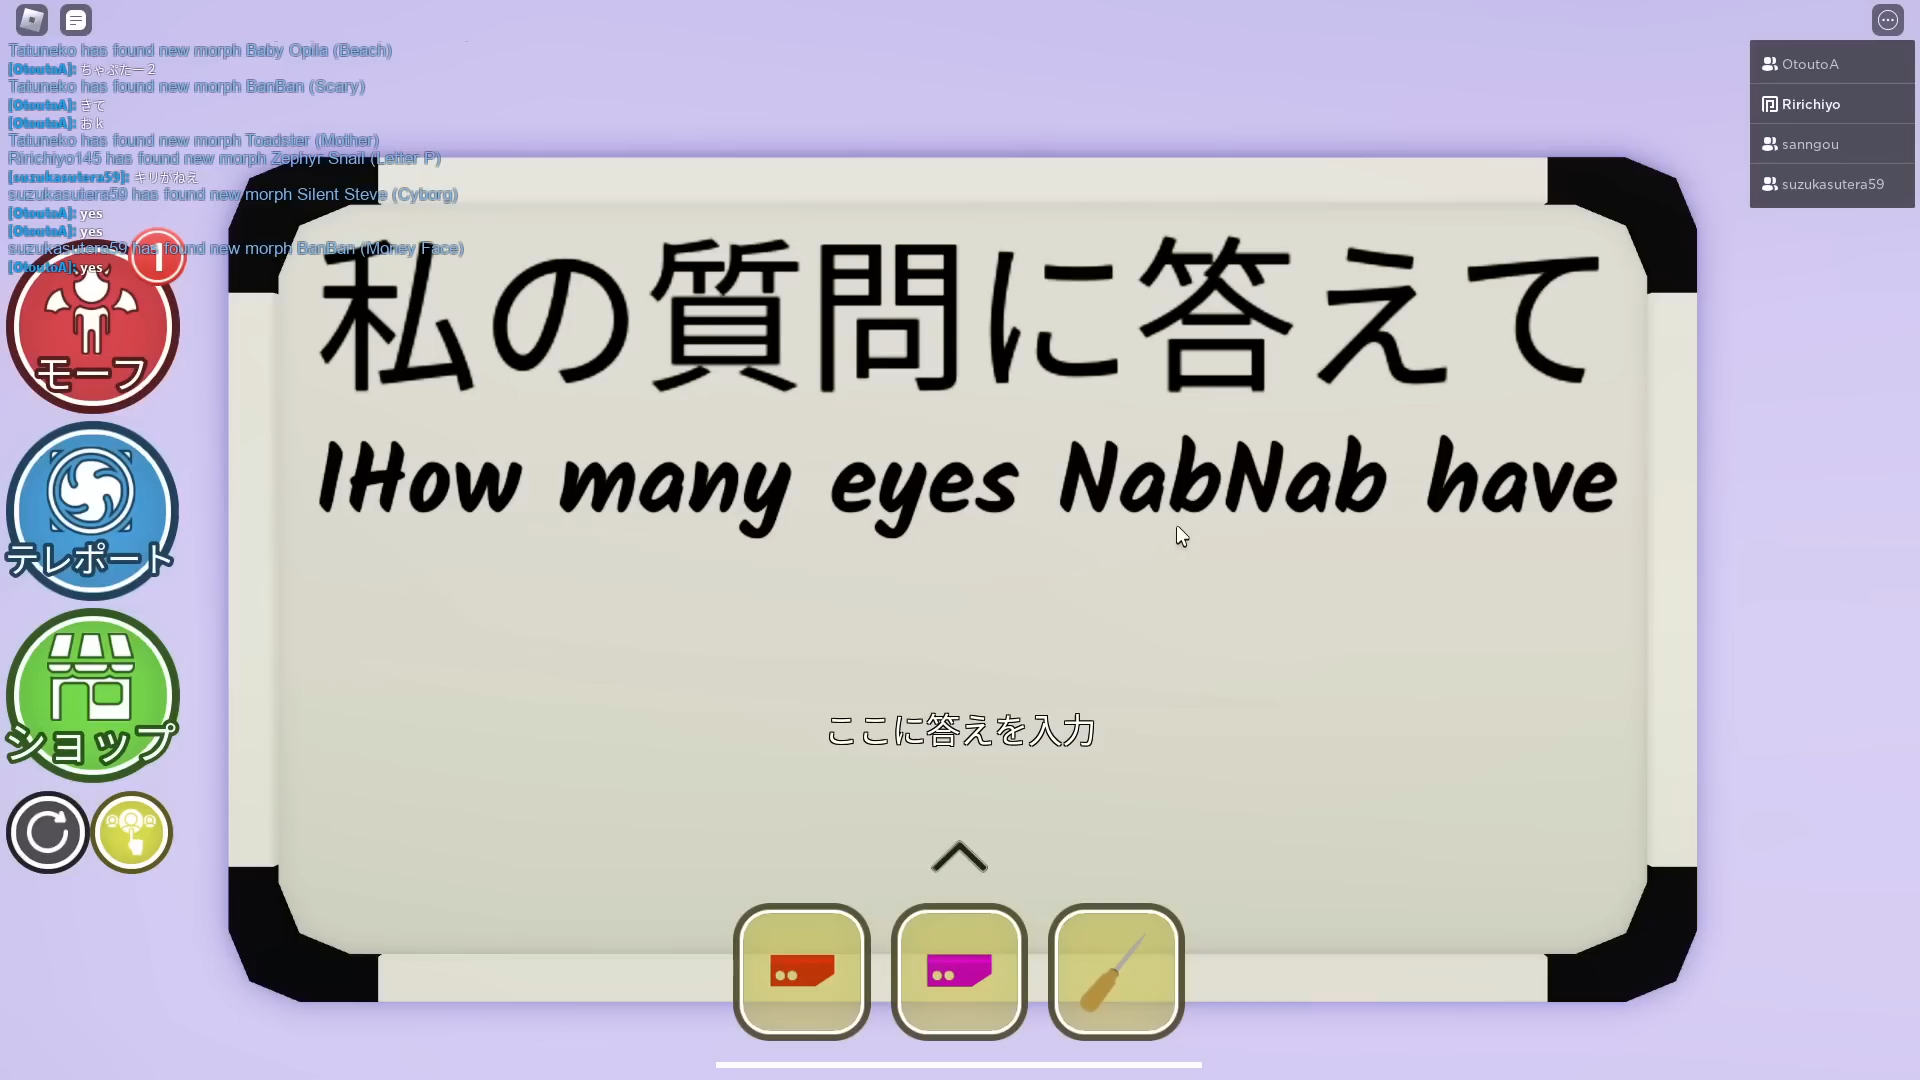 Tatuneko has found new morph Baby Opila (Beach)
[OtoutoA]: ちゃぷたー2
Tatuneko has found new morph BanBan (Scary)
[OtoutoA]: きて
[OtoutoA]: おk
Tatuneko has found new morph Toadster (Mother)
Ririchiyo145 has found new morph Zephyr Snail (Letter P)
[suzukasutera59]: キリがねえ
suzukasutera59 has found new morph Silent Steve (Cyborg)
[OtoutoA]: yes
[OtoutoA]: yes
suzukasutera59 has found new morph BanBan (Money Face)
[OtoutoA]: yes
OtoutoA
Ririchiyo
sanngou
suzukasutera59
!
モーフ
テレポート
ショップ
私の質問に答えて
IHow many eyes NabNab have
ここに答えを入力